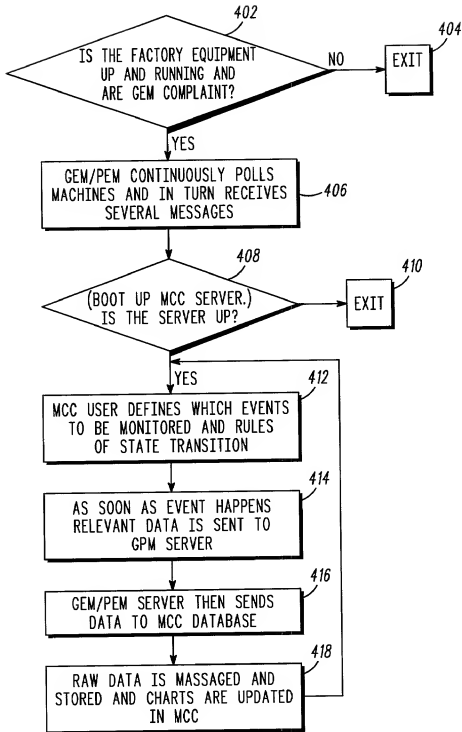 402
IS THE FACTORY EQUIPMENT
UP AND RUNNING AND
ARE GEM COMPLAINT?
NO
EXIT
404
YES
GEM/PEM CONTINUOUSLY POLLS
MACHINES AND IN TURN RECEIVES
SEVERAL MESSAGES
406
408
(BOOT UP MCC SERVER.)
IS THE SERVER UP?
EXIT
410
YES
412
MCC USER DEFINES WHICH EVENTS
TO BE MONITORED AND RULES
OF STATE TRANSITION
414
AS SOON AS EVENT HAPPENS
RELEVANT DATA IS SENT TO
GPM SERVER
416
GEM/PEM SERVER THEN SENDS
DATA TO MCC DATABASE
418
RAW DATA IS MASSAGED AND
STORED AND CHARTS ARE UPDATED
IN MCC